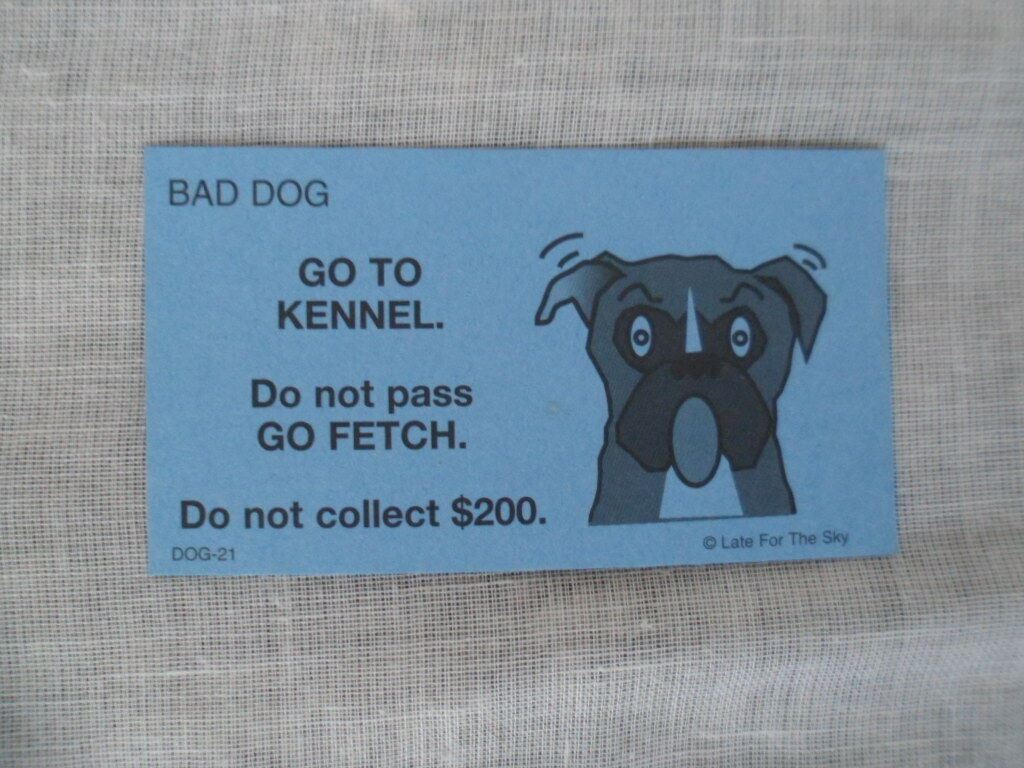 BAD DOG
GO TO
KENNEL.
Do not pass
GO FETCH.
Do not collect $200.
DOG-21
© Late For The Sky